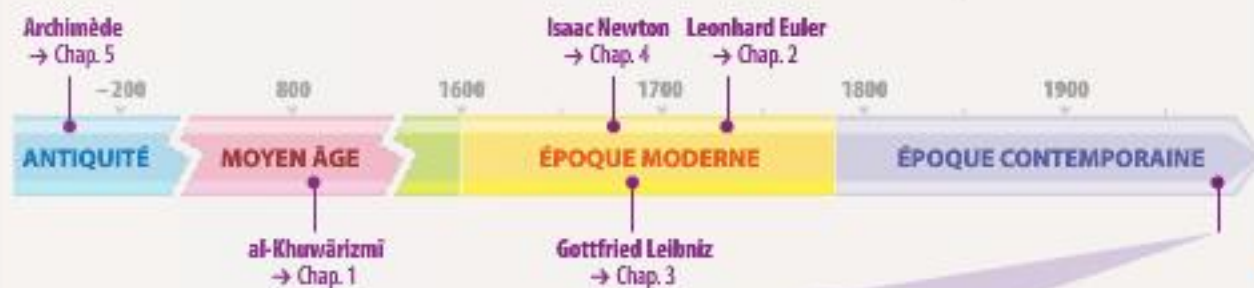 Archimède
→ Chap. 5
Isaac Newton
→ Chap. 4
Leonhard Euler
→ Chap. 2
–200
800
1600
1700
1800
1900
ANTIQUITÉ
MOYEN ÂGE
ÉPOQUE MODERNE
ÉPOQUE CONTEMPORAINE
al-Khuwārizmī
→ Chap. 1
Gottfried Leibniz
→ Chap. 3